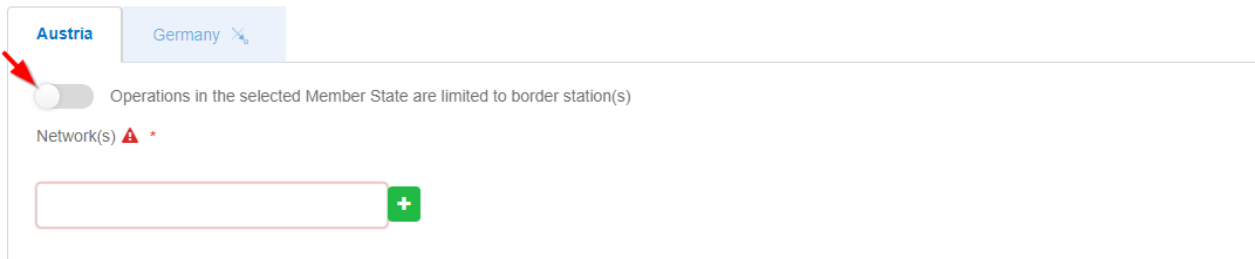 Austria
Germany
Operations in the selected Member State are limited to border station(s)
Network(s) *
+